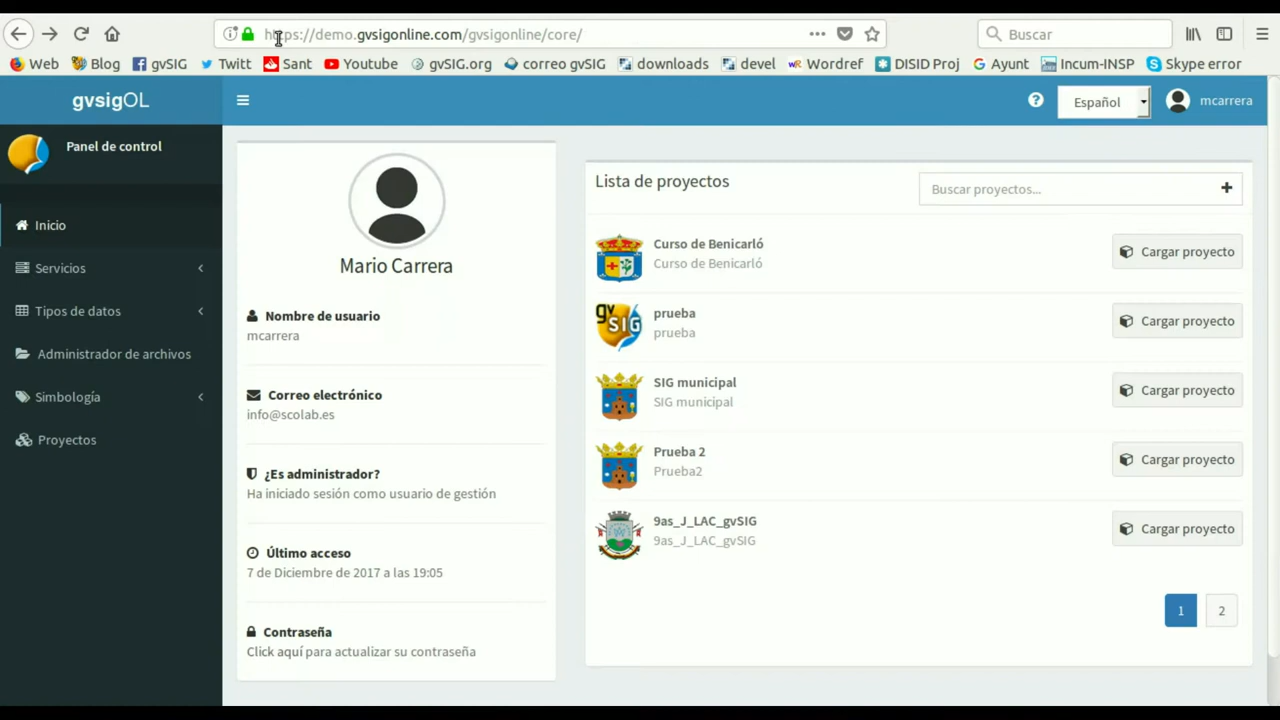 https://demo.gvsigonline.com/gvsigonline/core/
Buscar
Web Blog gvSIG Twitt Sant Youtube gvSIG.org correo gvSIG downloads devel Wordref DISID Proj Ayunt Incum-INSP Skype error
gvsigOL
Español
mcarrera
Panel de control
Inicio
Servicios
Tipos de datos
Administrador de archivos
Simbología
Proyectos
Mario Carrera
Nombre de usuario
mcarrera
Correo electrónico
info@scolab.es
¿Es administrador?
Ha iniciado sesión como usuario de gestión
Último acceso
7 de Diciembre de 2017 a las 19:05
Contraseña
Click aquí para actualizar su contraseña
Lista de proyectos
Buscar proyectos...
Curso de Benicarló
Curso de Benicarló
Cargar proyecto
gvSIG
prueba
prueba
Cargar proyecto
SIG municipal
SIG municipal
Cargar proyecto
Prueba 2
Prueba2
Cargar proyecto
9as_J_LAC_gvSIG
9as_J_LAC_gvSIG
Cargar proyecto
1 2